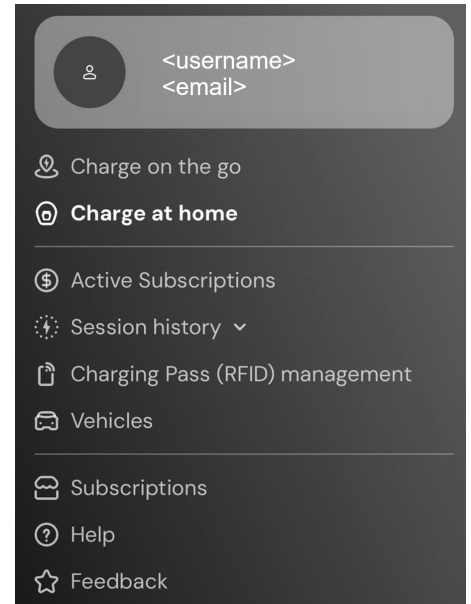 <username>
<email>
Charge on the go
Charge at home
Active Subscriptions
Session history
Charging Pass (RFID) management
Vehicles
Subscriptions
Help
Feedback